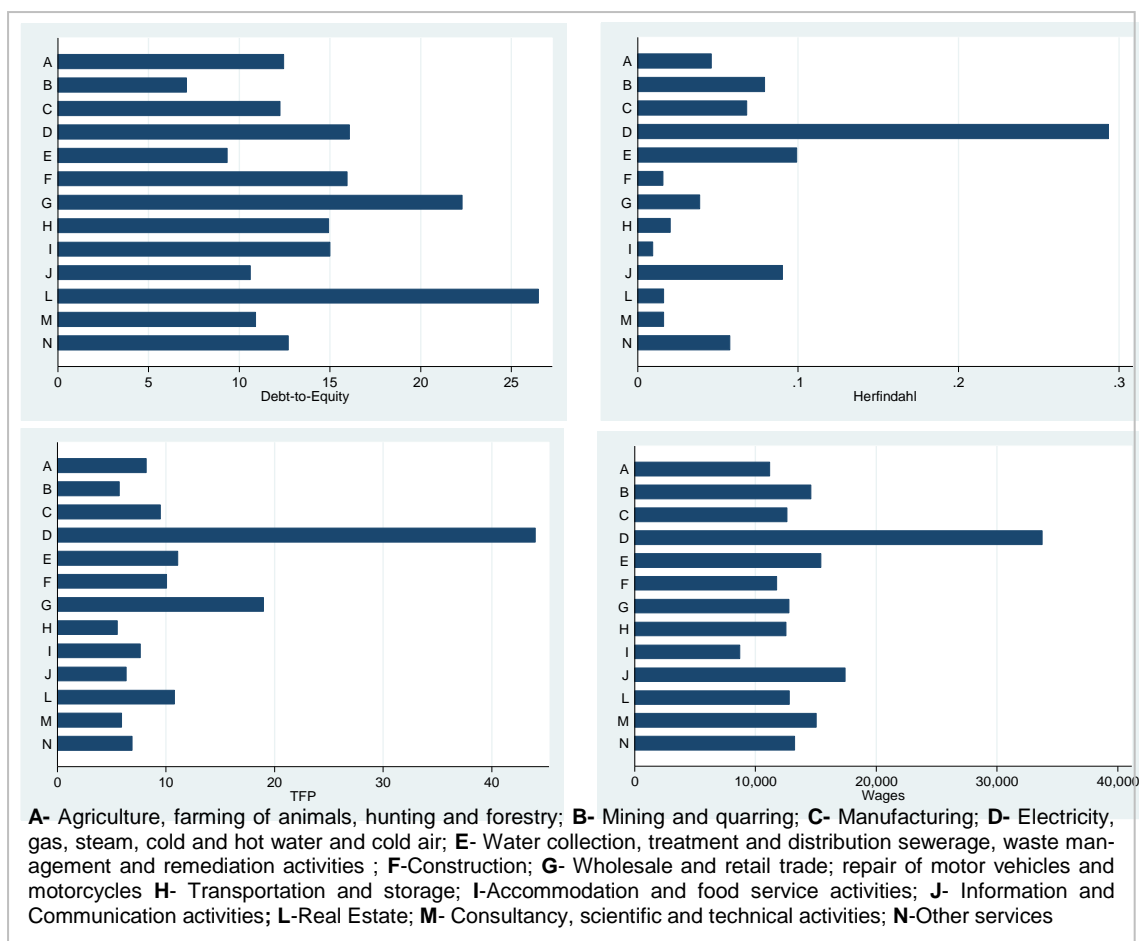 A
B
C
D
E
F
G
H
I
J
L
M
N
0 5 10 15 20 25
Debt-to-Equity
A
B
C
D
E
F
G
H
I
J
L
M
N
0 .1 .2 .3
Herfindahl
A
B
C
D
E
F
G
H
I
J
L
M
N
0 10 20 30 40
TFP
A
B
C
D
E
F
G
H
I
J
L
M
N
0 10,000 20,000 30,000 40,000
Wages
A- Agriculture, farming of animals, hunting and forestry; B- Mining and quarring; C- Manufacturing; D- Electricity,
gas, steam, cold and hot water and cold air; E- Water collection, treatment and distribution sewerage, waste man-
agement and remediation activities ; F-Construction; G- Wholesale and retail trade; repair of motor vehicles and
motorcycles H- Transportation and storage; I-Accommodation and food service activities; J- Information and
Communication activities; L-Real Estate; M- Consultancy, scientific and technical activities; N-Other services